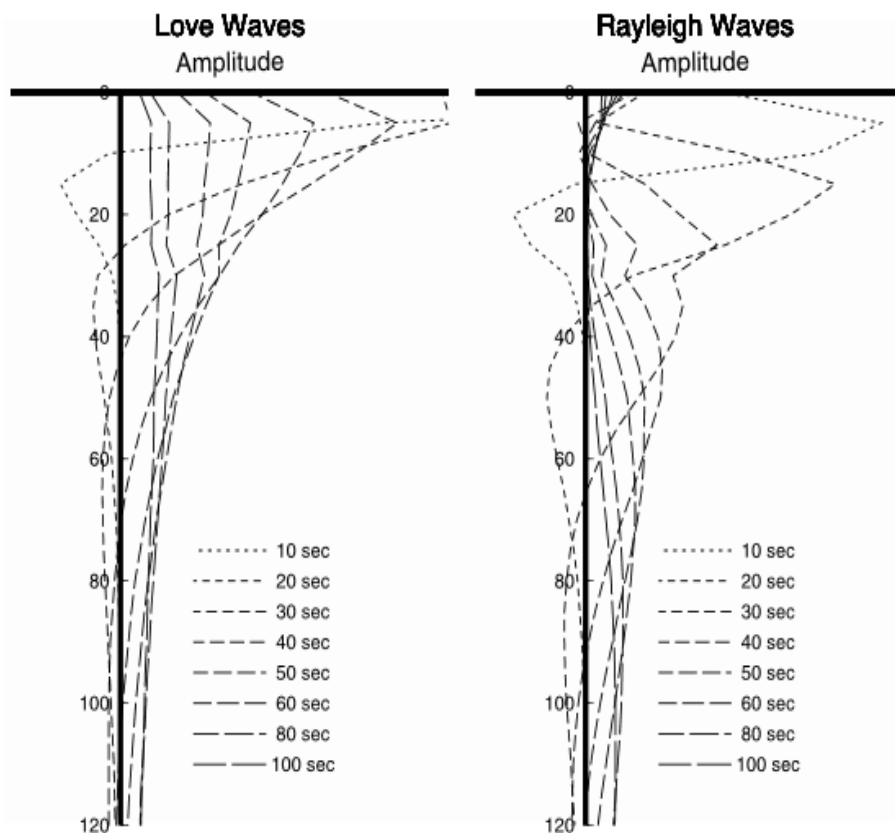 Love Waves
Amplitude
0
20
40
60
80
100
120
10 sec
20 sec
30 sec
40 sec
50 sec
60 sec
80 sec
100 sec
Rayleigh Waves
Amplitude
0
20
40
60
80
100
120
10 sec
20 sec
30 sec
40 sec
50 sec
60 sec
80 sec
100 sec